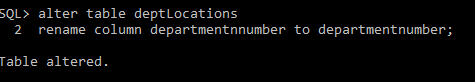 SQL> alter table deptLocations
2 rename column departmentnnumber to departmentnumber;
Table altered.